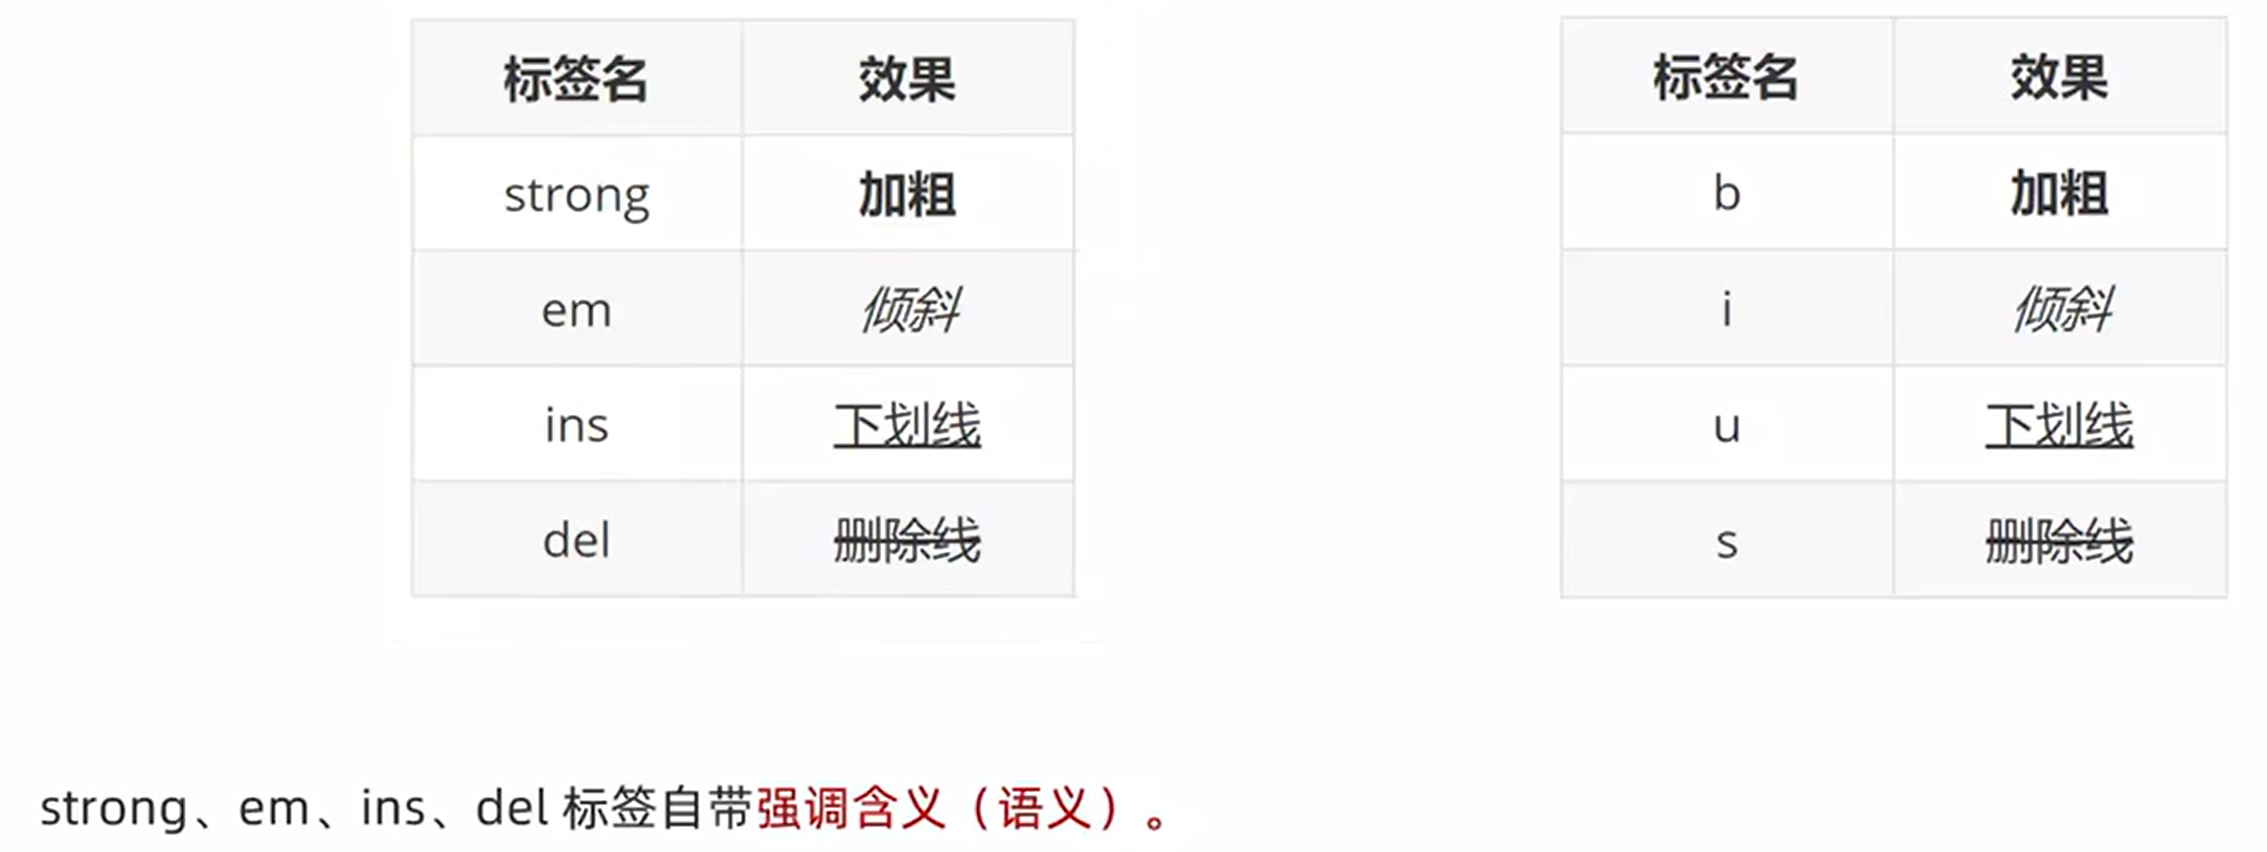 标签名 效果
strong 加粗
em 倾斜
ins 下划线
del 删除线
标签名 效果
b 加粗
i 倾斜
u 下划线
s 删除线
strong、em、ins、del 标签自带强调含义（语义）。